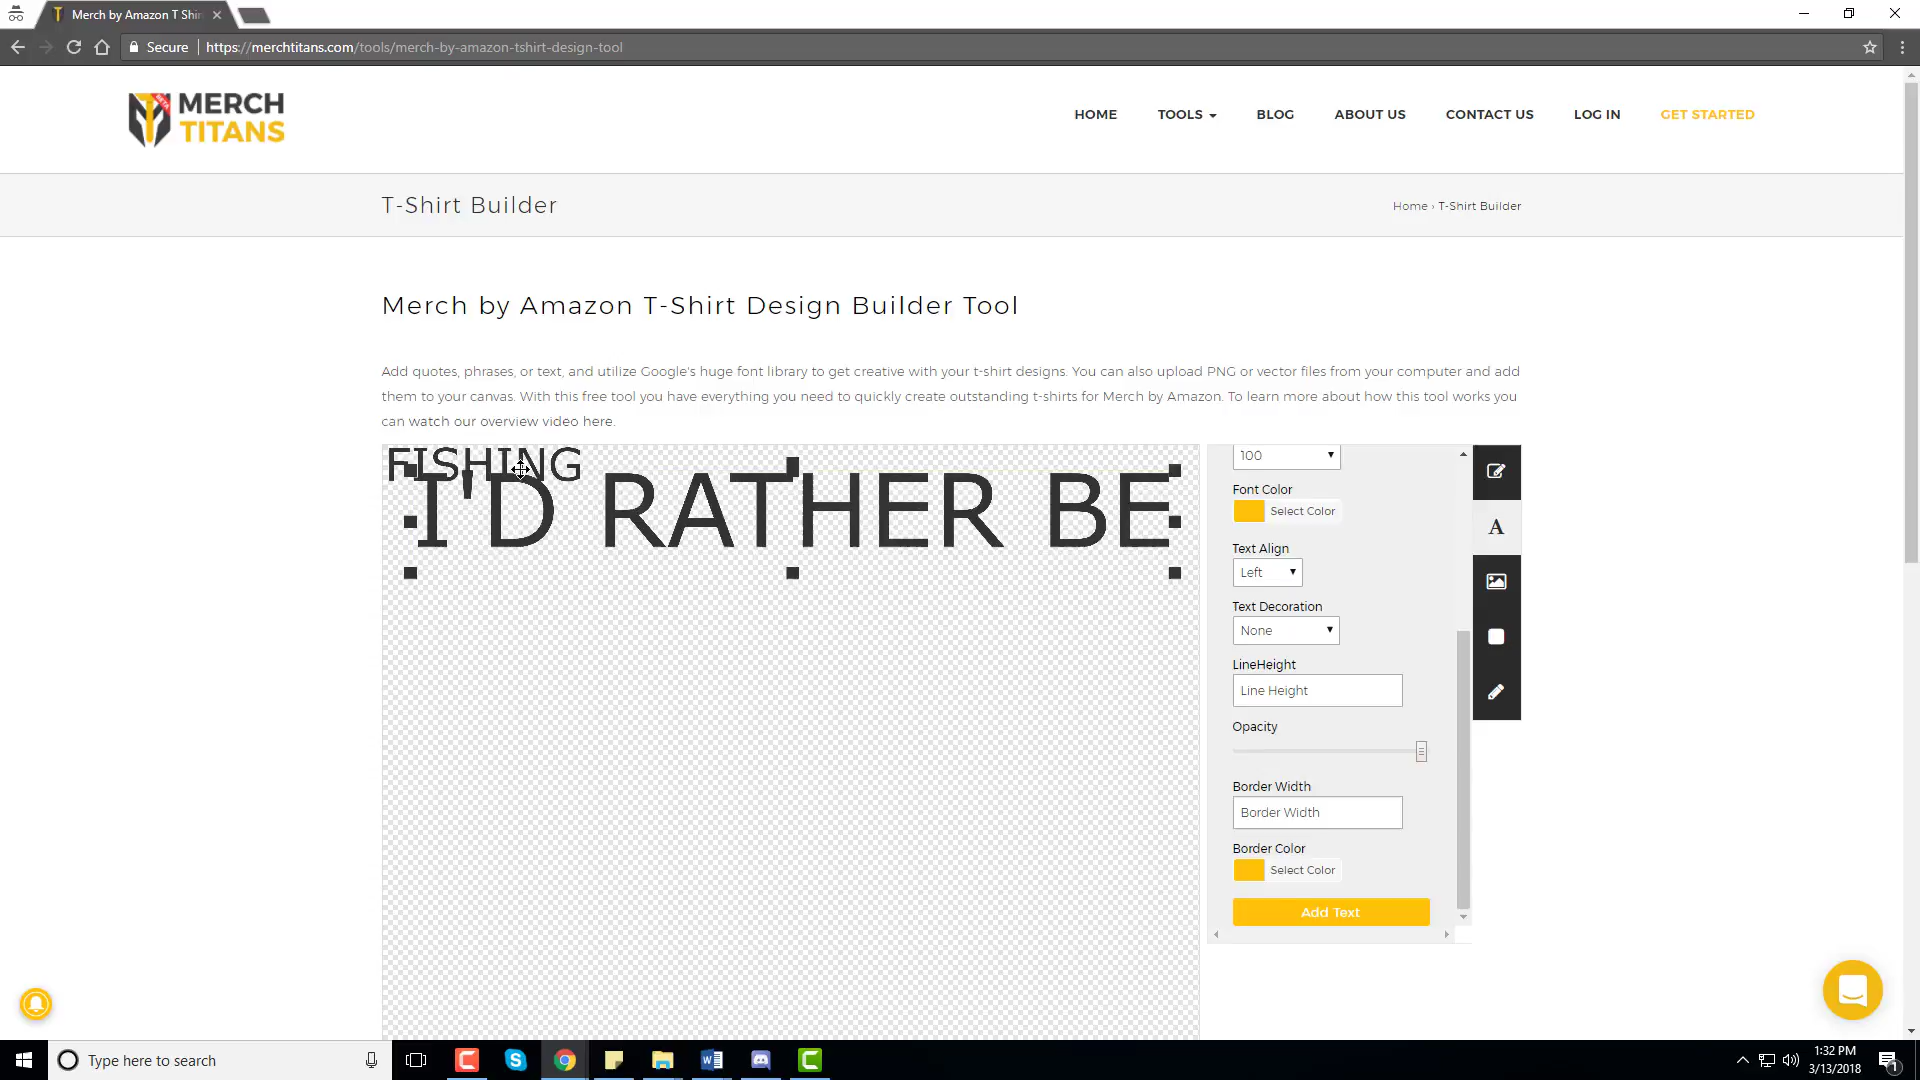 Merch by Amazon T Shir
Secure
https://merchtitans.com/tools/merch-by-amazon-tshirt-design-tool
BETA
MERCH
TITANS
HOME
TOOLS
BLOG
ABOUT US
CONTACT US
LOG IN
GET STARTED
T-Shirt Builder
Home › T-Shirt Builder
Merch by Amazon T-Shirt Design Builder Tool
Add quotes, phrases, or text, and utilize Google's huge font library to get creative with your t-shirt designs. You can also upload PNG or vector files from your computer and add
them to your canvas. With this free tool you have everything you need to quickly create outstanding t-shirts for Merch by Amazon. To learn more about how this tool works you
can watch our overview video here.
FISHING
I'D RATHER BE
100
Font Color
Select Color
Text Align
Left
Text Decoration
None
LineHeight
Line Height
Opacity
Border Width
Border Width
Border Color
Select Color
Add Text
A
Type here to search
1:32 PM
3/13/2018
1